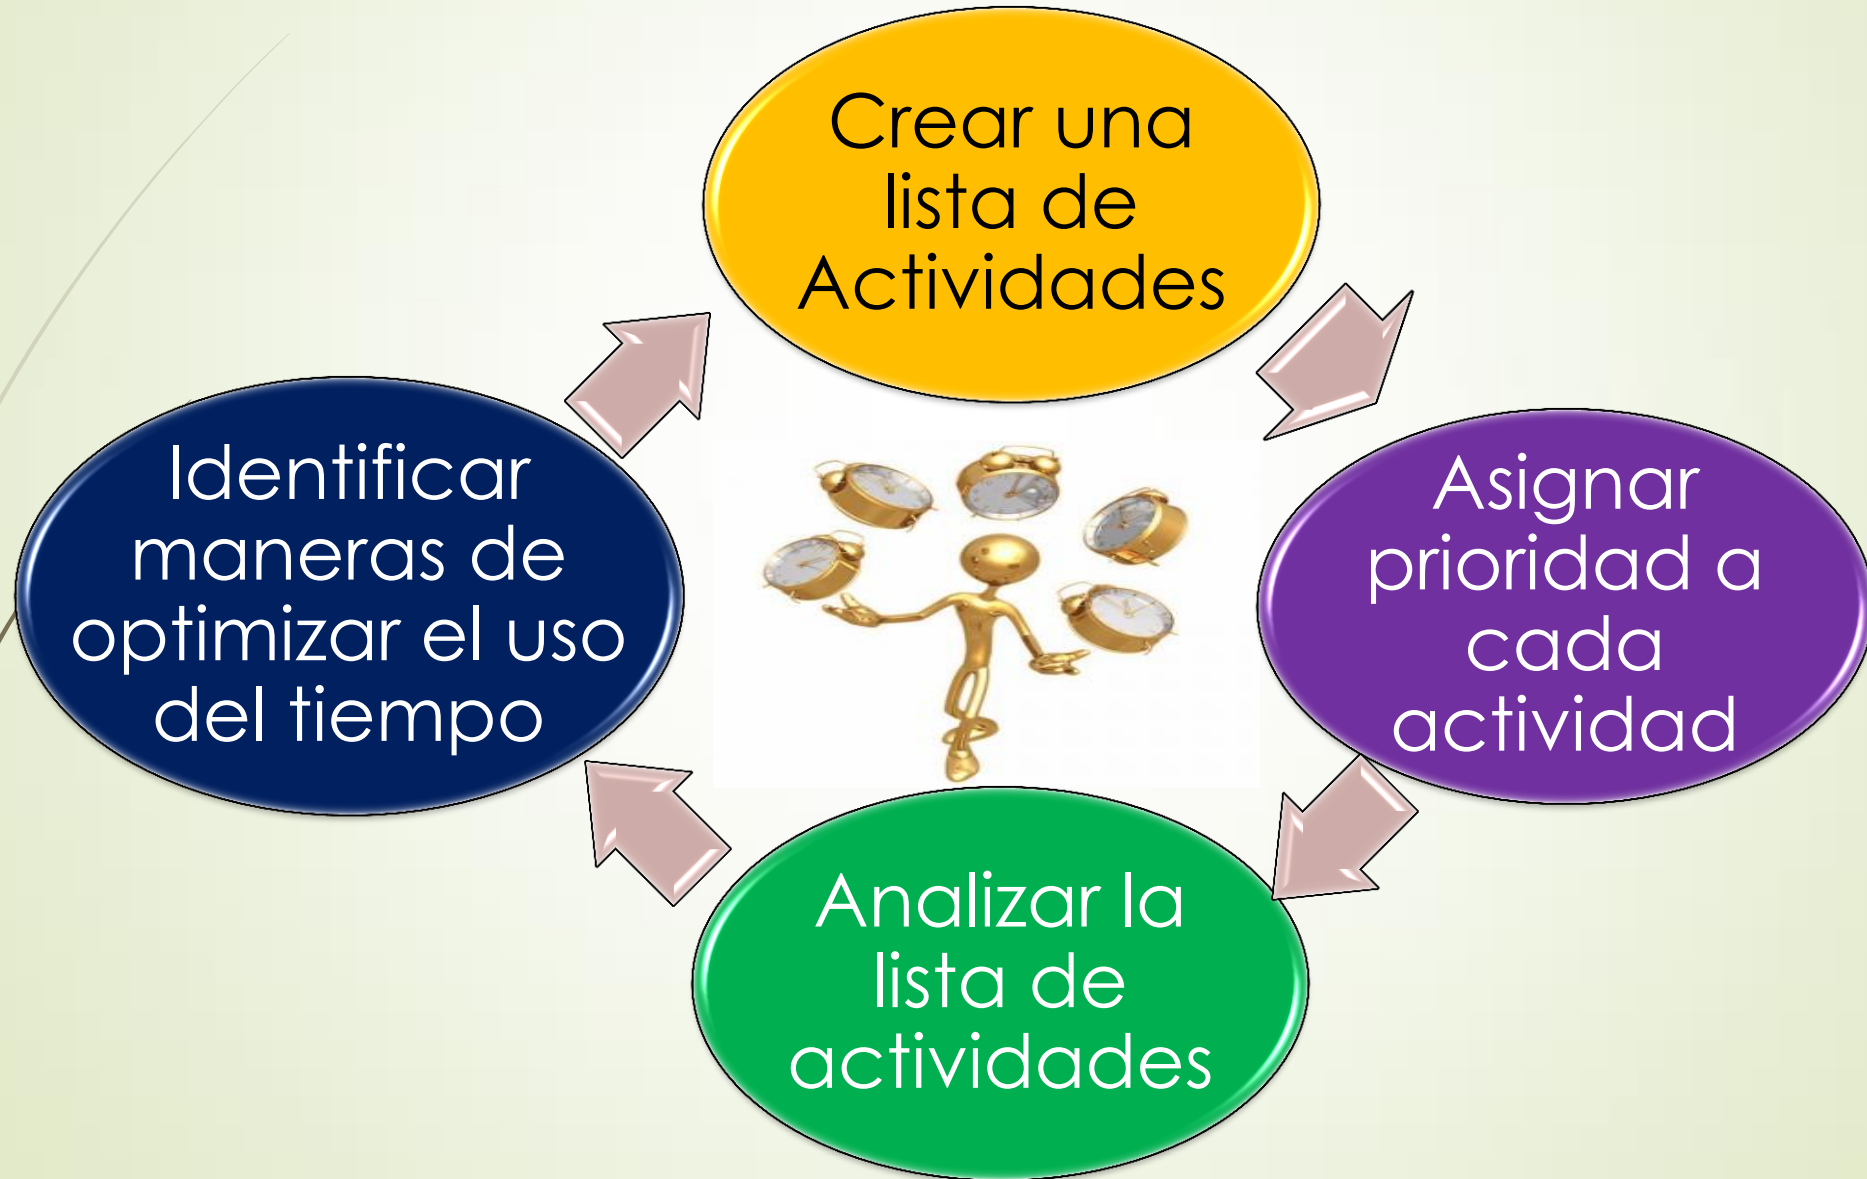 Crear una
lista de
Actividades
Asignar
prioridad a
cada
actividad
Analizar la
lista de
actividades
Identificar
maneras de
optimizar el uso
del tiempo